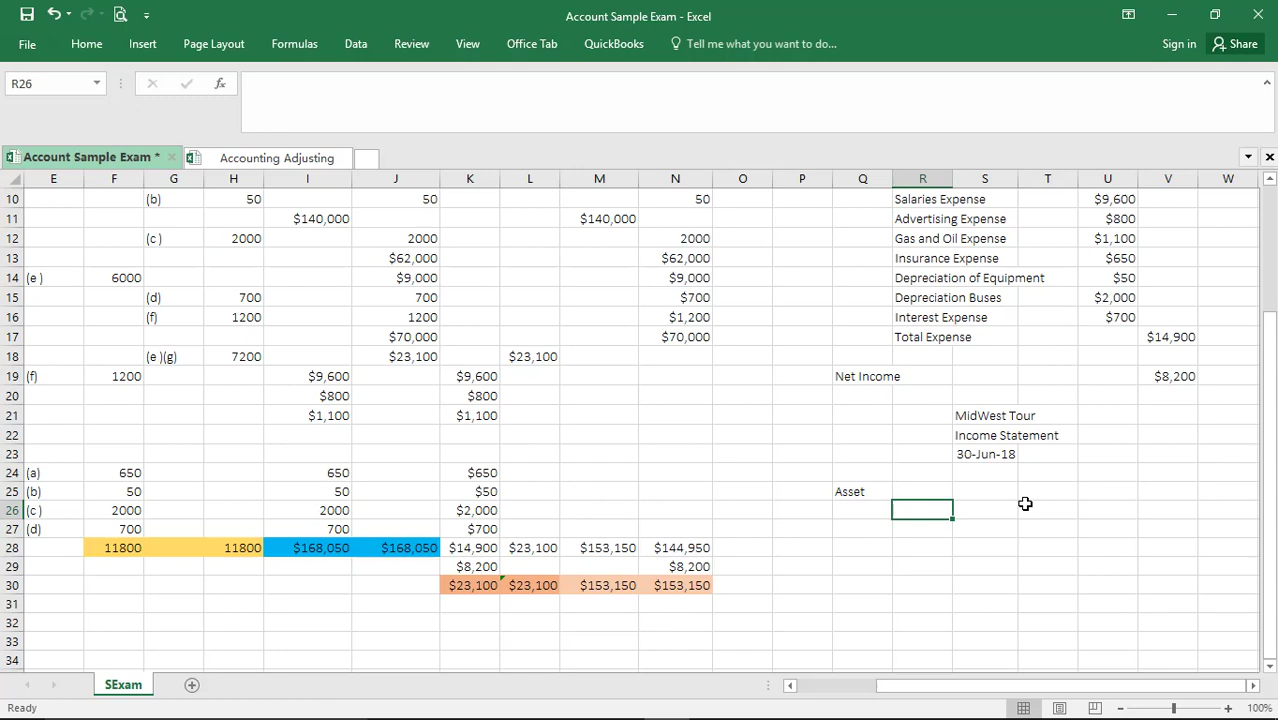 Account Sample Exam - Excel
File Home Insert Page Layout Formulas Data Review View Office Tab QuickBooks Tell me what you want to do... Sign in Share
R26 fx
Account Sample Exam * Accounting Adjusting
E F G H I J K L M N O P Q R S T U V W
10 (b) 50 50 50 Salaries Expense $9,600
11 $140,000 $140,000 Advertising Expense $800
12 (c ) 2000 2000 2000 Gas and Oil Expense $1,100
13 $62,000 $62,000 Insurance Expense $650
14 (e ) 6000 $9,000 $9,000 Depreciation of Equipment $50
15 (d) 700 700 $700 Depreciation Buses $2,000
16 (f) 1200 1200 $1,200 Interest Expense $700
17 $70,000 $70,000 Total Expense $14,900
18 (e )(g) 7200 $23,100 $23,100
19 (f) 1200 $9,600 $9,600 Net Income $8,200
20 $800 $800
21 $1,100 $1,100 MidWest Tour
22 Income Statement
23 30-Jun-18
24 (a) 650 650 $650
25 (b) 50 50 $50 Asset
26 (c ) 2000 2000 $2,000
27 (d) 700 700 $700
28 11800 11800 $168,050 $168,050 $14,900 $23,100 $153,150 $144,950
29 $8,200 $8,200
30 $23,100 $23,100 $153,150 $153,150
31
32
33
34
SExam
Ready 100%